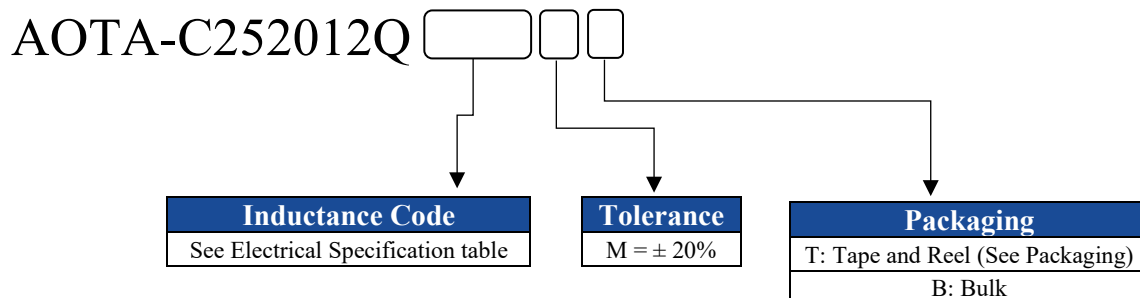 AOTA-C252012Q
Inductance Code
See Electrical Specification table
Tolerance
M = ± 20%
Packaging
T: Tape and Reel (See Packaging)
B: Bulk